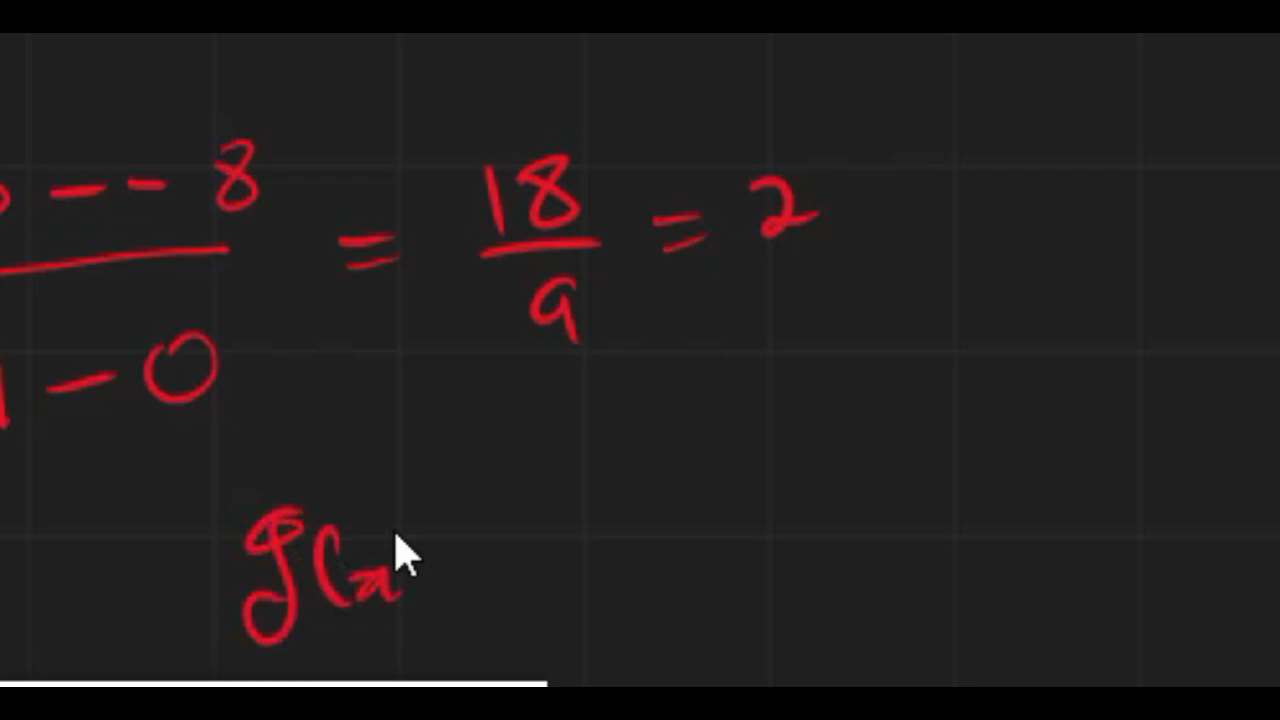 -- 8 = 18 = 2
9
- 0
g(x